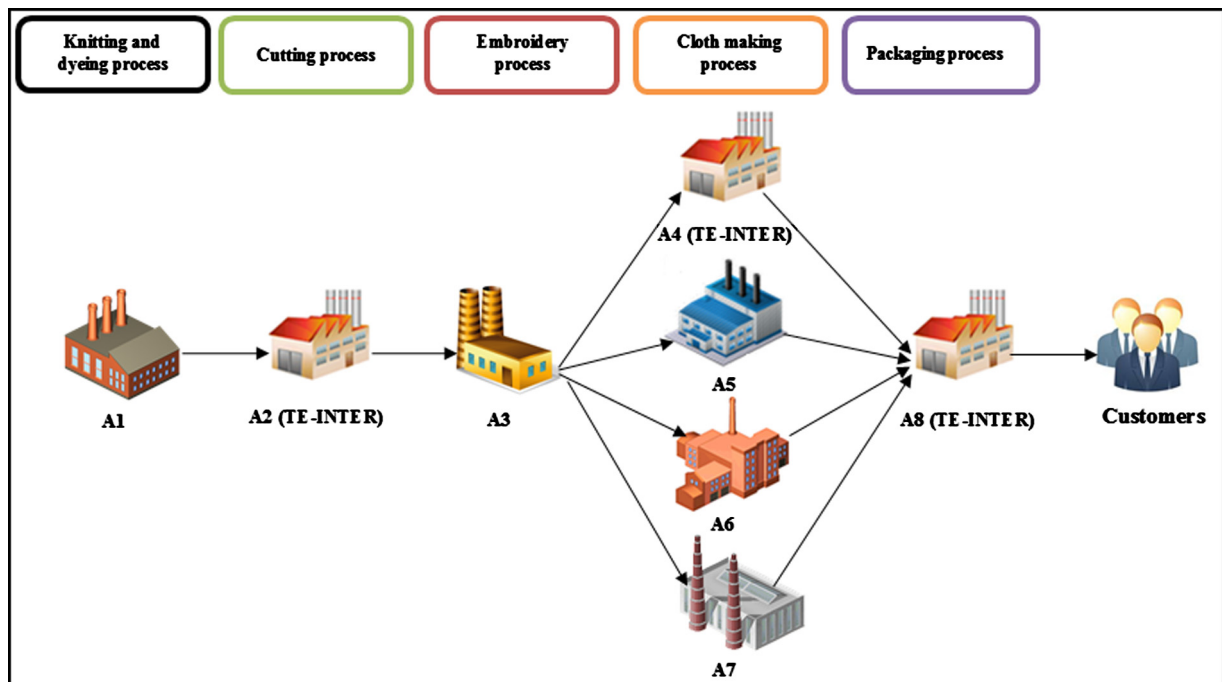 Knitting and
dyeing process
Cutting process
Embroidery
process
Cloth making
process
Packaging process
A4 (TE-INTER)
A1
A2 (TE-INTER)
A3
A5
A8 (TE-INTER)
Customers
A6
A7